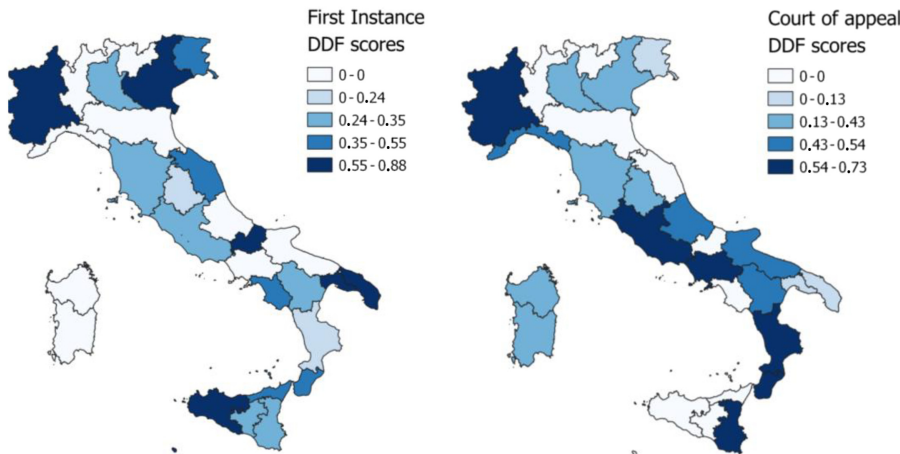 First Instance
DDF scores
0 - 0
0 - 0.24
0.24 - 0.35
0.35 - 0.55
0.55 - 0.88
Court of appeal
DDF scores
0 - 0
0 - 0.13
0.13 - 0.43
0.43 - 0.54
0.54 - 0.73